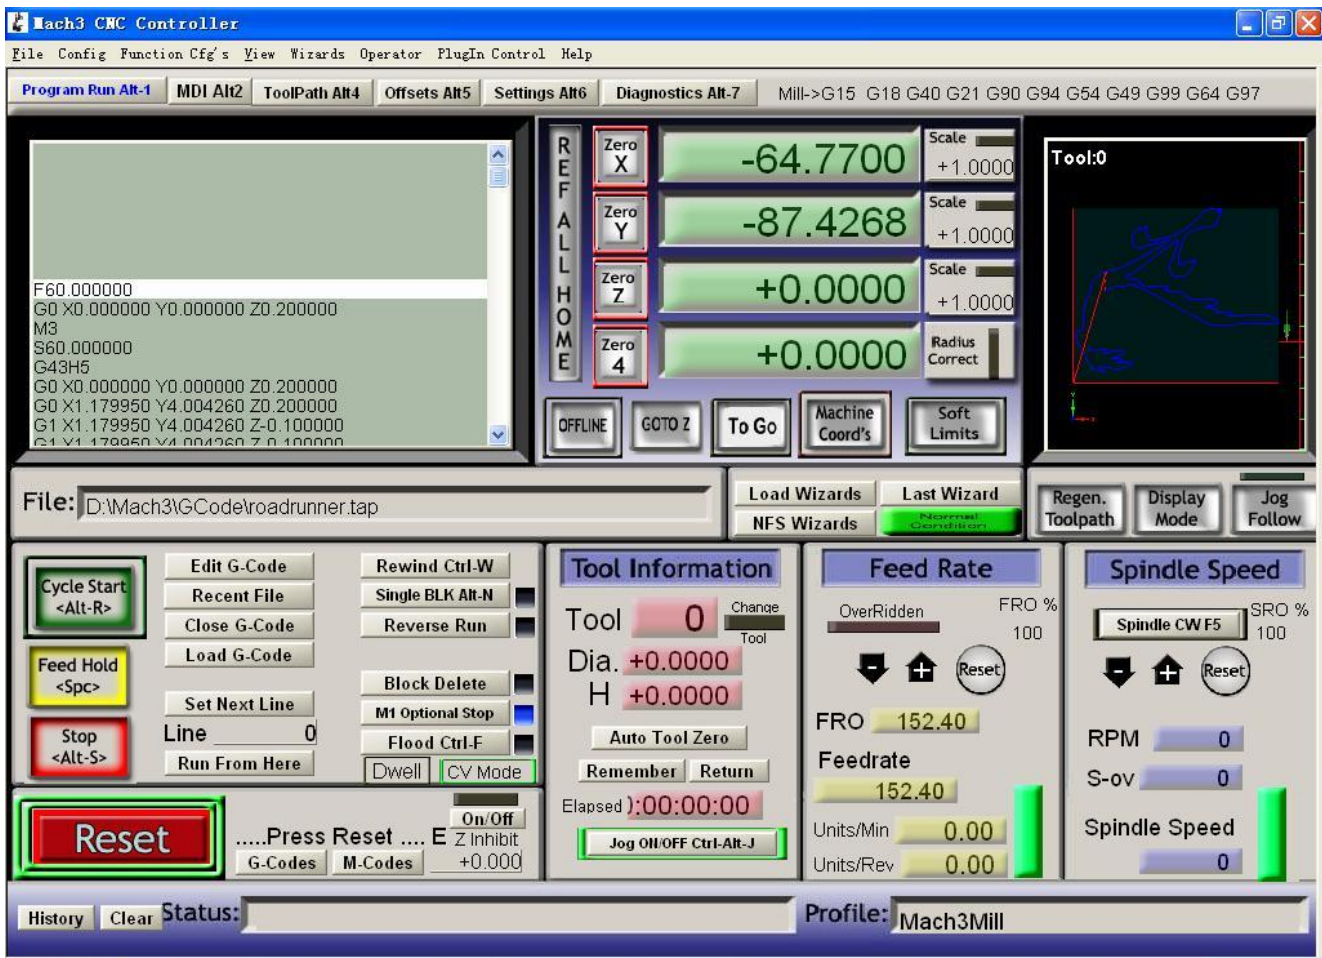 Mach3 CNC Controller
File Config Function Cfg's View Wizards Operator PlugIn Control Help
Program Run Alt-1 MDI Alt2 ToolPath Alt4 Offsets Alt5 Settings Alt6 Diagnostics Alt-7 Mill->G15 G18 G40 G21 G90 G94 G54 G49 G99 G64 G97
F60.000000
G0 X0.000000 Y0.000000 Z0.200000
M3
S60.000000
G43H5
G0 X0.000000 Y0.000000 Z0.200000
G0 X1.179950 Y4.004260 Z0.200000
G1 X1.179950 Y4.004260 Z-0.100000
G1 X1.179950 Y4.004260 Z-0.100000
REF ALL HOME
Zero X -64.7700 Scale +1.0000
Zero Y -87.4268 Scale +1.0000
Zero Z +0.0000 Scale +1.0000
Zero 4 +0.0000 Radius Correct
OFFLINE GOTO Z To Go Machine Coord's Soft Limits
Tool:0
Y
File: D:\Mach3\GCode\roadrunner.tap
Load Wizards Last Wizard
NFS Wizards Normal Condition
Regen. Toolpath Display Mode Jog Follow
Cycle Start <Alt-R>
Feed Hold <Spc>
Stop <Alt-S>
Edit G-Code
Recent File
Close G-Code
Load G-Code
Set Next Line
Line 0
Run From Here
Rewind Ctrl-W
Single BLK Alt-N
Reverse Run
Block Delete
M1 Optional Stop
Flood Ctrl-F
Dwell CV Mode
Reset
.....Press Reset .... E
G-Codes M-Codes
On/Off
Z Inhibit
+0.000
Tool Information
Tool 0 Change Tool
Dia. +0.0000
H +0.0000
Auto Tool Zero
Remember Return
Elapsed ):00:00:00
Jog ON/OFF Ctrl-Alt-J
Feed Rate
OverRidden FRO %
100
Reset
FRO 152.40
Feedrate
152.40
Units/Min 0.00
Units/Rev 0.00
Spindle Speed
Spindle CW F5 SRO %
100
Reset
RPM 0
S-ov 0
Spindle Speed
0
History Clear Status:
Profile: Mach3Mill